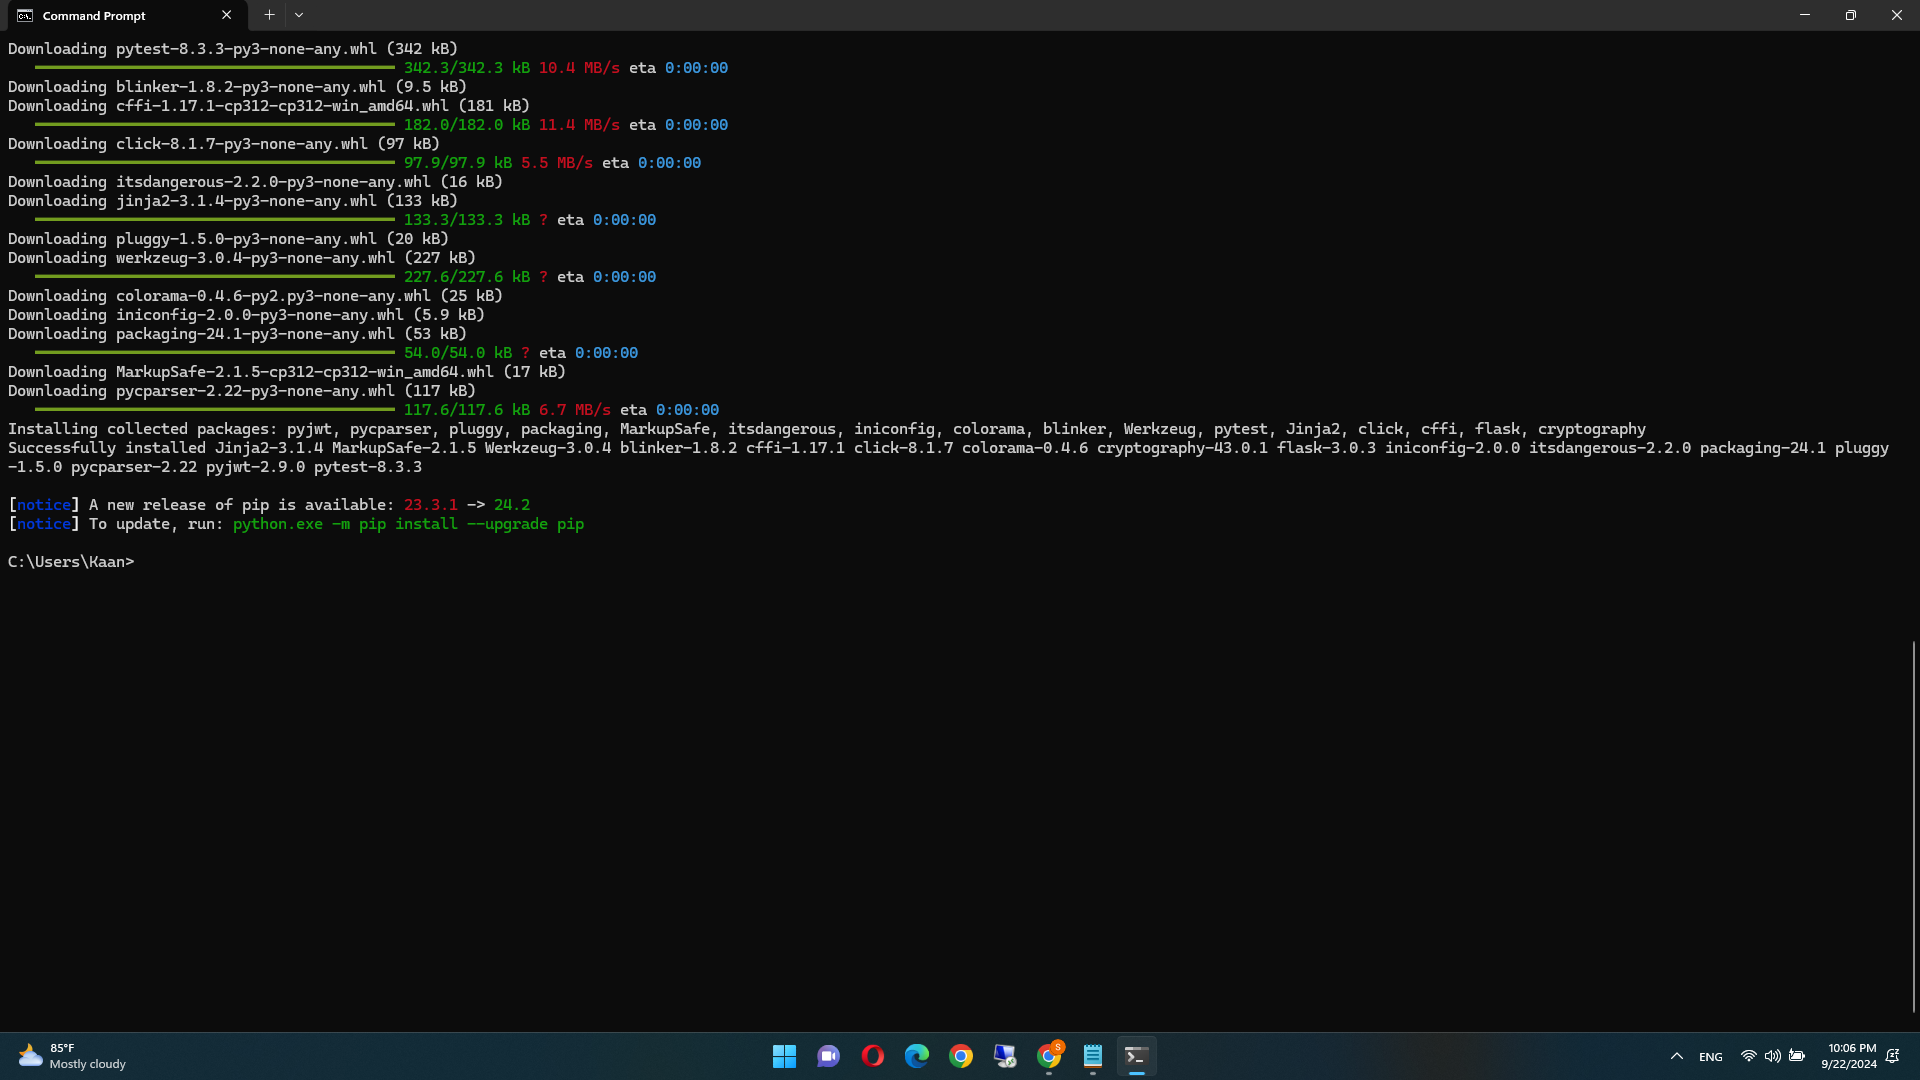 Command Prompt
Downloading pytest-8.3.3-py3-none-any.whl (342 kB)
342.3/342.3 kB 10.4 MB/s eta 0:00:00
Downloading blinker-1.8.2-py3-none-any.whl (9.5 kB)
Downloading cffi-1.17.1-cp312-cp312-win_amd64.whl (181 kB)
182.0/182.0 kB 11.4 MB/s eta 0:00:00
Downloading click-8.1.7-py3-none-any.whl (97 kB)
97.9/97.9 kB 5.5 MB/s eta 0:00:00
Downloading itsdangerous-2.2.0-py3-none-any.whl (16 kB)
Downloading jinja2-3.1.4-py3-none-any.whl (133 kB)
133.3/133.3 kB ? eta 0:00:00
Downloading pluggy-1.5.0-py3-none-any.whl (20 kB)
Downloading werkzeug-3.0.4-py3-none-any.whl (227 kB)
227.6/227.6 kB ? eta 0:00:00
Downloading colorama-0.4.6-py2.py3-none-any.whl (25 kB)
Downloading iniconfig-2.0.0-py3-none-any.whl (5.9 kB)
Downloading packaging-24.1-py3-none-any.whl (53 kB)
54.0/54.0 kB ? eta 0:00:00
Downloading MarkupSafe-2.1.5-cp312-cp312-win_amd64.whl (17 kB)
Downloading pycparser-2.22-py3-none-any.whl (117 kB)
117.6/117.6 kB 6.7 MB/s eta 0:00:00
Installing collected packages: pyjwt, pycparser, pluggy, packaging, MarkupSafe, itsdangerous, iniconfig, colorama, blinker, Werkzeug, pytest, Jinja2, click, cffi, flask, cryptography
Successfully installed Jinja2-3.1.4 MarkupSafe-2.1.5 Werkzeug-3.0.4 blinker-1.8.2 cffi-1.17.1 click-8.1.7 colorama-0.4.6 cryptography-43.0.1 flask-3.0.3 iniconfig-2.0.0 itsdangerous-2.2.0 packaging-24.1 pluggy
-1.5.0 pycparser-2.22 pyjwt-2.9.0 pytest-8.3.3
[notice] A new release of pip is available: 23.3.1 -> 24.2
[notice] To update, run: python.exe -m pip install --upgrade pip
C:\Users\Kaan>
85°F
Mostly cloudy
S
ENG
10:06 PM
9/22/2024